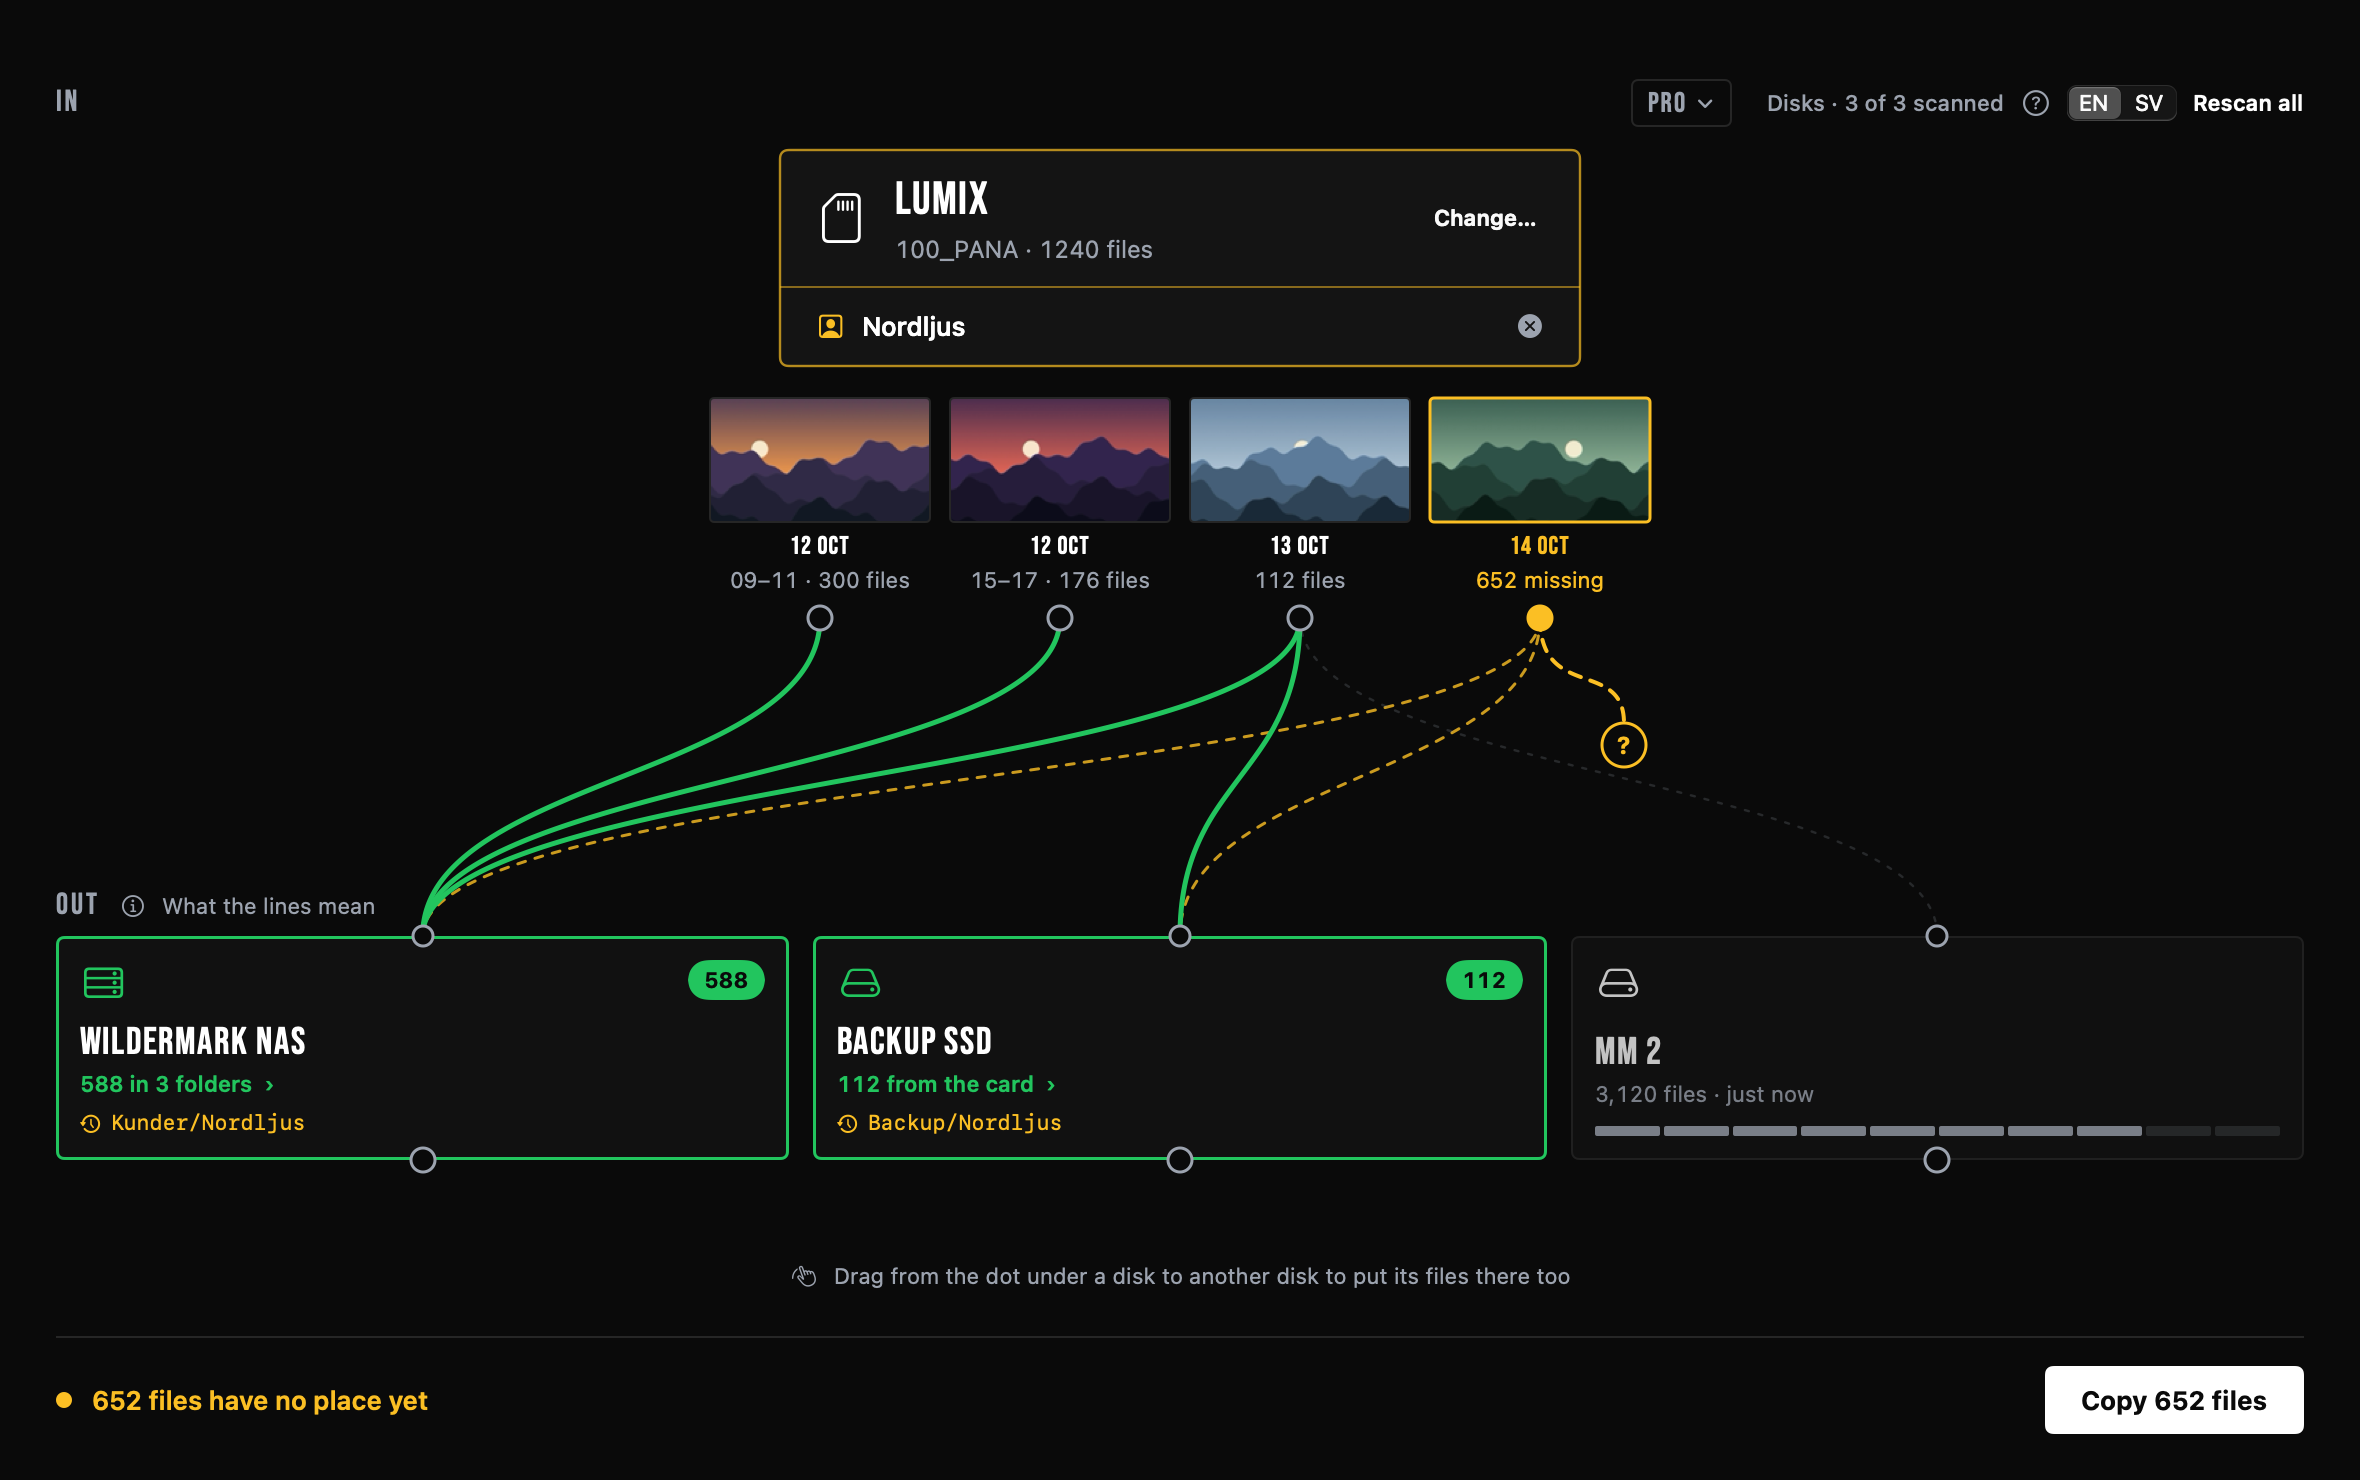 IN
PRO
Disks · 3 of 3 scanned
?
EN SV
Rescan all
LUMIX
100_PANA · 1240 files
Change...
Nordljus
12 OCT
09–11 · 300 files
12 OCT
15–17 · 176 files
13 OCT
112 files
14 OCT
652 missing
?
OUT
What the lines mean
588
WILDERMARK NAS
588 in 3 folders ›
Kunder/Nordljus
112
BACKUP SSD
112 from the card ›
Backup/Nordljus
MM 2
3,120 files · just now
Drag from the dot under a disk to another disk to put its files there too
652 files have no place yet
Copy 652 files